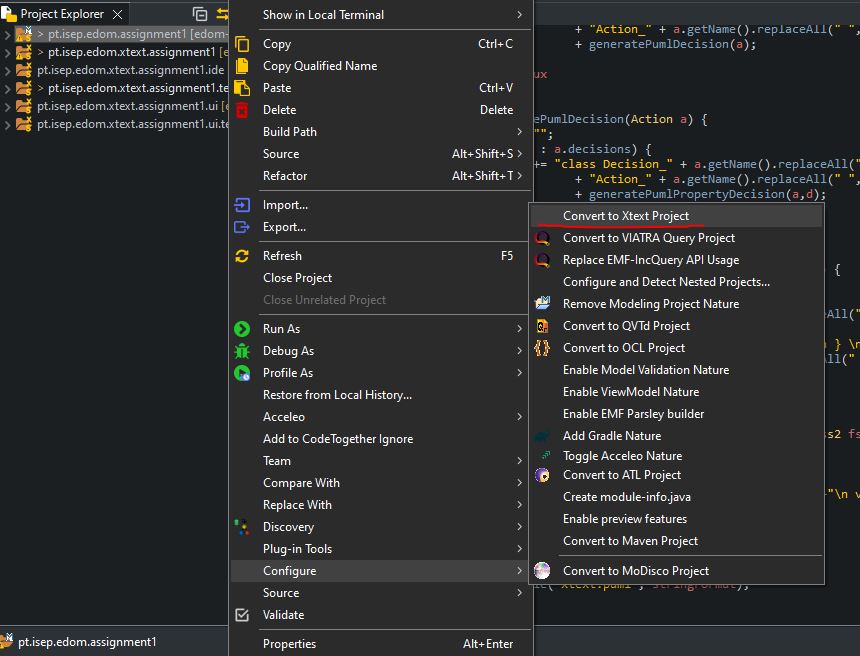 Project Explorer
> pt.isep.edom.assignment1 [edom-
> pt.isep.edom.xtext.assignment1 [e
pt.isep.edom.xtext.assignment1.ide
> pt.isep.edom.xtext.assignment1.te
pt.isep.edom.xtext.assignment1.ui [e
pt.isep.edom.xtext.assignment1.ui.te
pt.isep.edom.assignment1
Show in Local Terminal
Copy Ctrl+C
Copy Qualified Name
Paste Ctrl+V
Delete Delete
Build Path
Source Alt+Shift+S
Refactor Alt+Shift+T
Import...
Export...
Refresh F5
Close Project
Close Unrelated Project
Run As
Debug As
Profile As
Restore from Local History...
Acceleo
Add to CodeTogether Ignore
Team
Compare With
Replace With
Discovery
Plug-in Tools
Configure
Source
Validate
Properties Alt+Enter
Convert to Xtext Project
Convert to VIATRA Query Project
Replace EMF-IncQuery API Usage
Configure and Detect Nested Projects...
Remove Modeling Project Nature
Convert to QVTd Project
Convert to OCL Project
Enable Model Validation Nature
Enable ViewModel Nature
Enable EMF Parsley builder
Add Gradle Nature
Toggle Acceleo Nature
Convert to ATL Project
Create module-info.java
Enable preview features
Convert to Maven Project
Convert to MoDisco Project
+ "Action_" + a.getName().replaceAll(" ",
+ generatePumlDecision(a);
ux
ePumlDecision(Action a) {
"";
: a.decisions) {
+= "class Decision_" + a.getName().replaceAll("
+ "Action_" + a.getName().replaceAll(" ",
+ generatePumlPropertyDecision(a,d);
{
eAll("
} \n
ll("
ss2 fs
"\n v